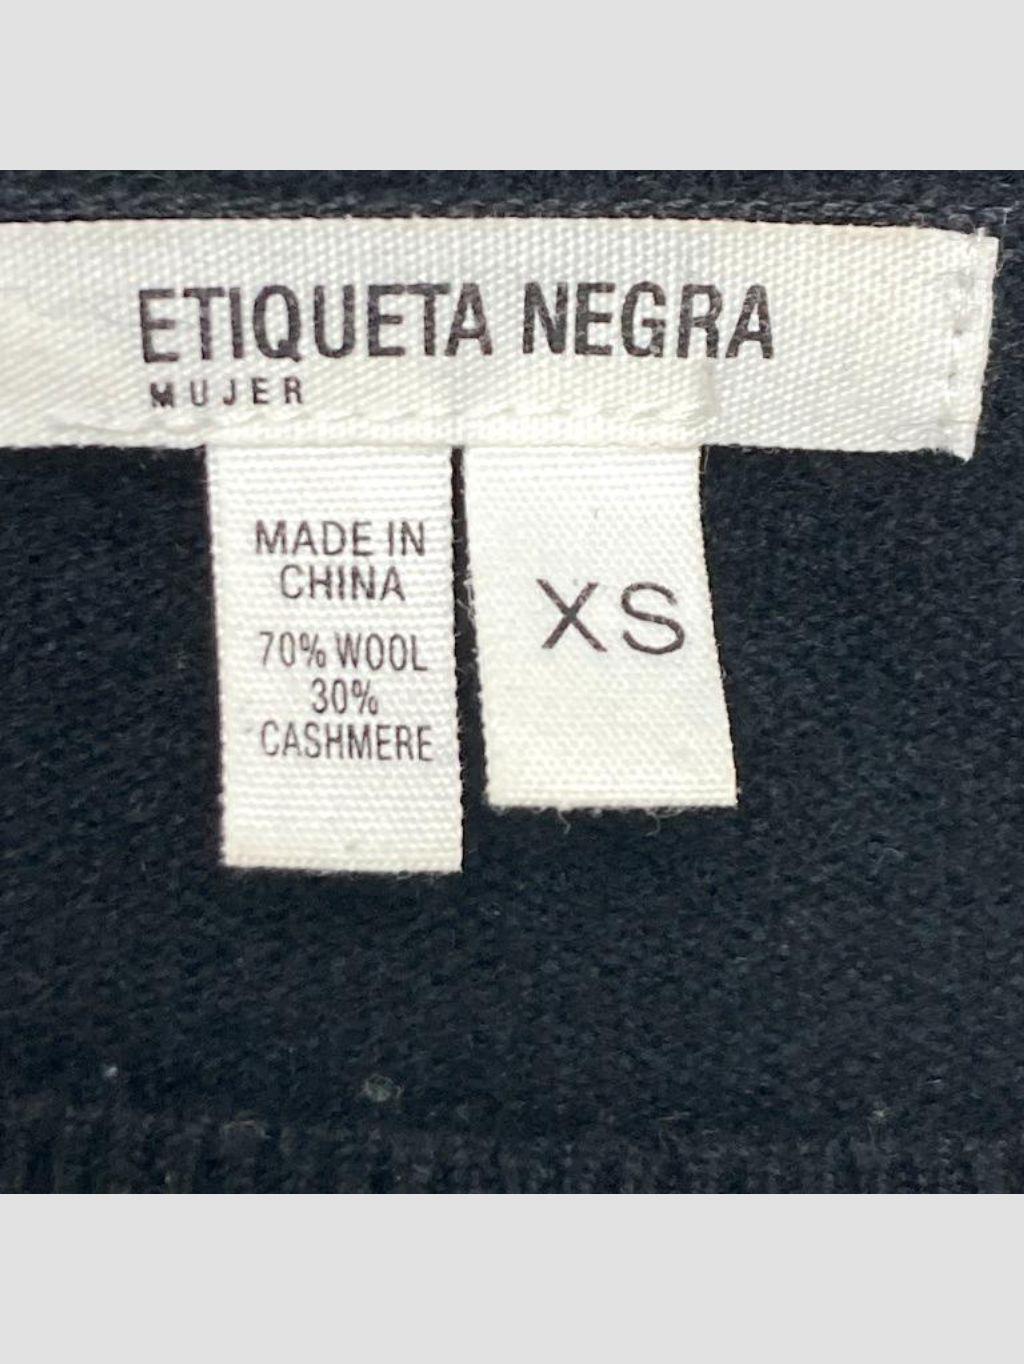 ETIQUETA NEGRA
MUJER
MADE IN
CHINA
70% WOOL
30%
CASHMERE
XS